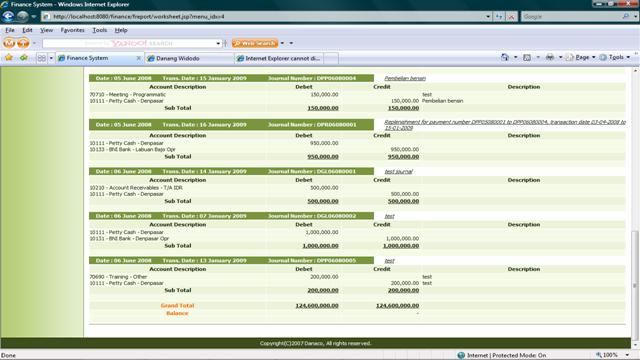 Finance System - Windows Internet Explorer
http://localhost:8080/finance/freport/worksheet.jsp?menu_idx=4
File Edit View Favorites Tools Help
powered by YAHOO! SEARCH Web Search
Finance System Danang Widodo Internet Explorer cannot di... Page Tools
Date : 05 June 2008 Trans. Date : 15 January 2009 Journal Number : DPP06080004 Pembelian bensin
Account Description Debet Credit Description
70710 - Meeting - Programmatic 150,000.00 test
10111 - Petty Cash - Denpasar 150,000.00 Pembelian bensin
Sub Total 150,000.00 150,000.00
Date : 05 June 2008 Trans. Date : 16 January 2009 Journal Number : DPR06080001 Replenishment for payment number DPP05080001 to DPP06080004, transaction date 03-04-2008 to
15-01-2009
Account Description Debet Credit Description
10111 - Petty Cash - Denpasar 950,000.00
10133 - BNI Bank - Labuan Bajo Opr 950,000.00
Sub Total 950,000.00 950,000.00
Date : 06 June 2008 Trans. Date : 14 January 2009 Journal Number : DGL06080001 test journal
Account Description Debet Credit Description
10210 - Account Receivables - T/A IDR 500,000.00
10111 - Petty Cash - Denpasar 500,000.00
Sub Total 500,000.00 500,000.00
Date : 06 June 2008 Trans. Date : 07 January 2009 Journal Number : DGL06080002 test
Account Description Debet Credit Description
10111 - Petty Cash - Denpasar 1,000,000.00
10131 - BNI Bank - Denpasar Opr 1,000,000.00
Sub Total 1,000,000.00 1,000,000.00
Date : 06 June 2008 Trans. Date : 13 January 2009 Journal Number : DPP06080005 test
Account Description Debet Credit Description
70690 - Training - Other 200,000.00 test
10111 - Petty Cash - Denpasar 200,000.00 test
Sub Total 200,000.00 200,000.00
Grand Total 124,600,000.00 124,600,000.00
Balance -
Copyright(C)2007 Danaco, All rights reserved.
Done Internet | Protected Mode: On 100%